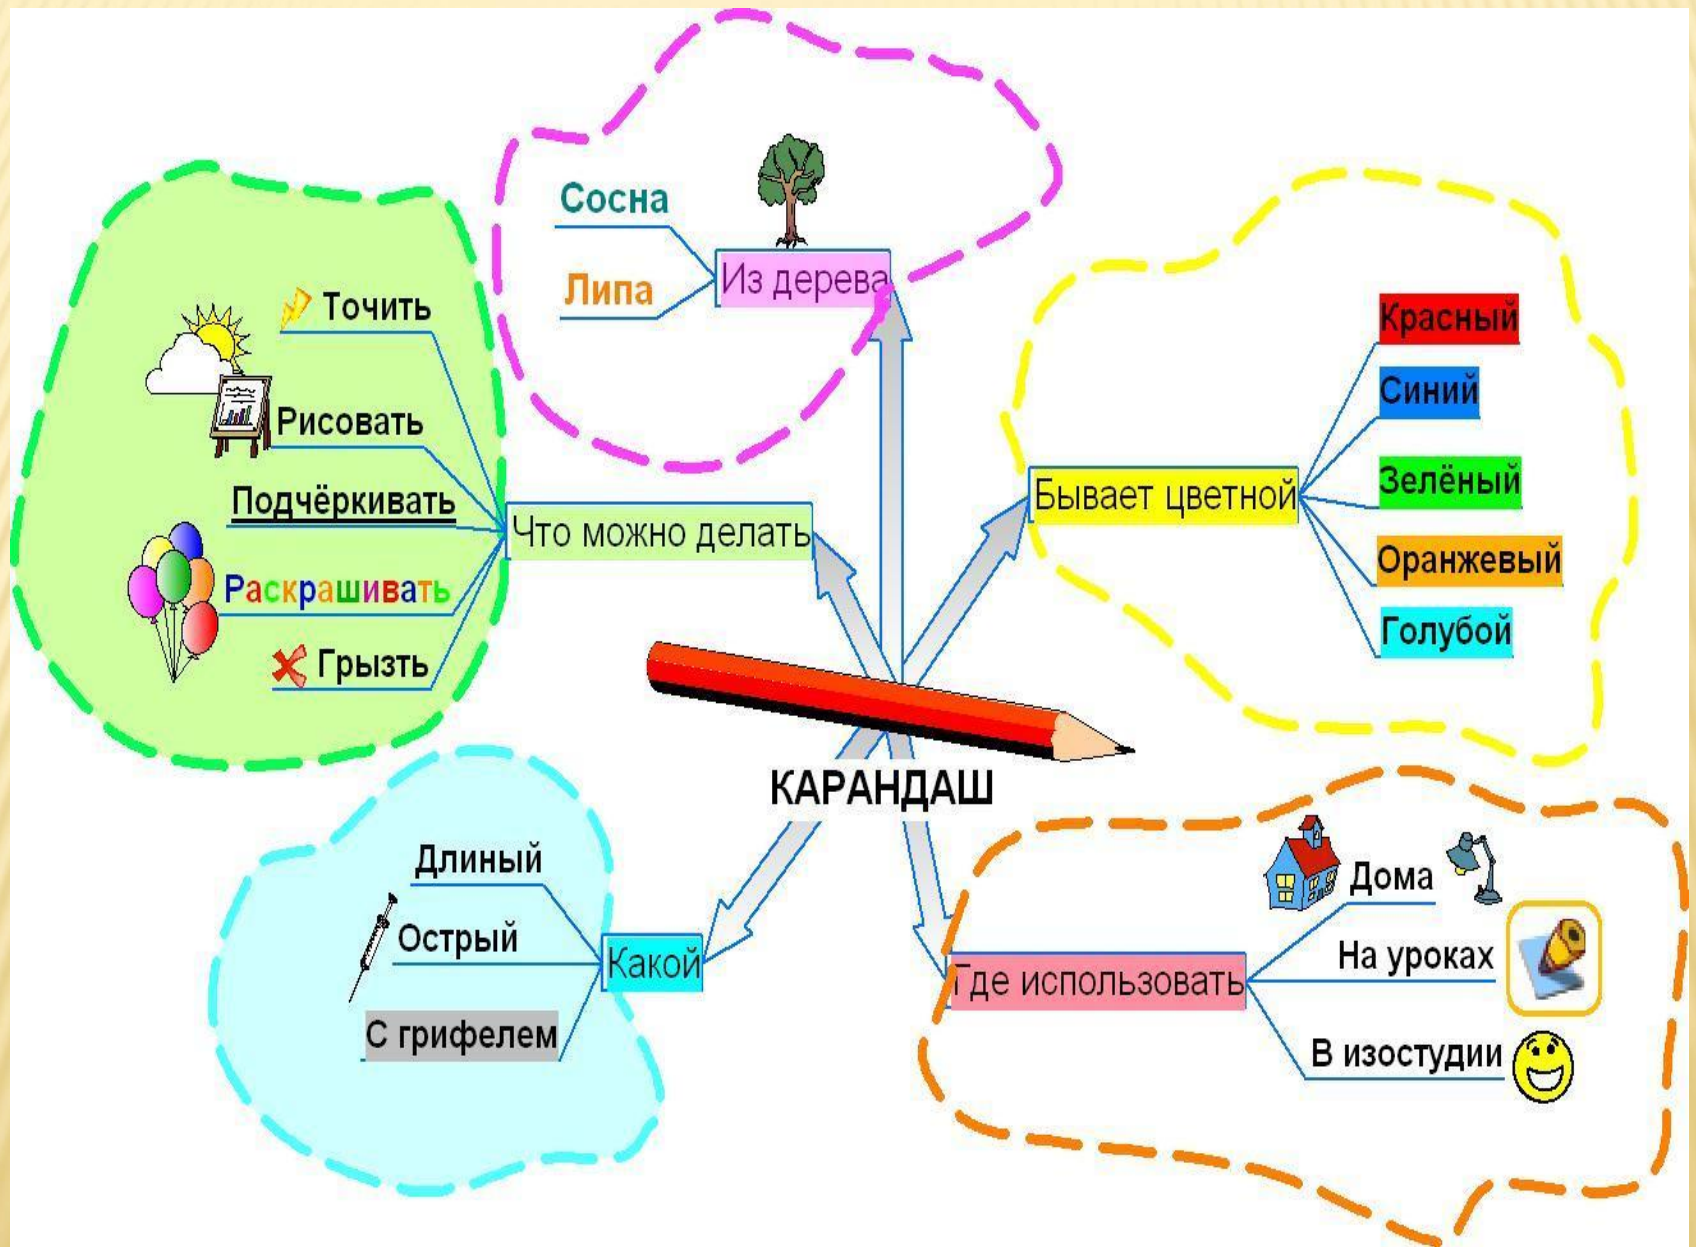 Сосна
Липа
Из дерева
Точить
Рисовать
Подчёркивать
Раскрашивать
Грызть
Что можно делать
Бывает цветной
Красный
Синий
Зелёный
Оранжевый
Голубой
КАРАНДАШ
Длиный
Острый
С грифелем
Какой
Где использовать
Дома
На уроках
В изостудии